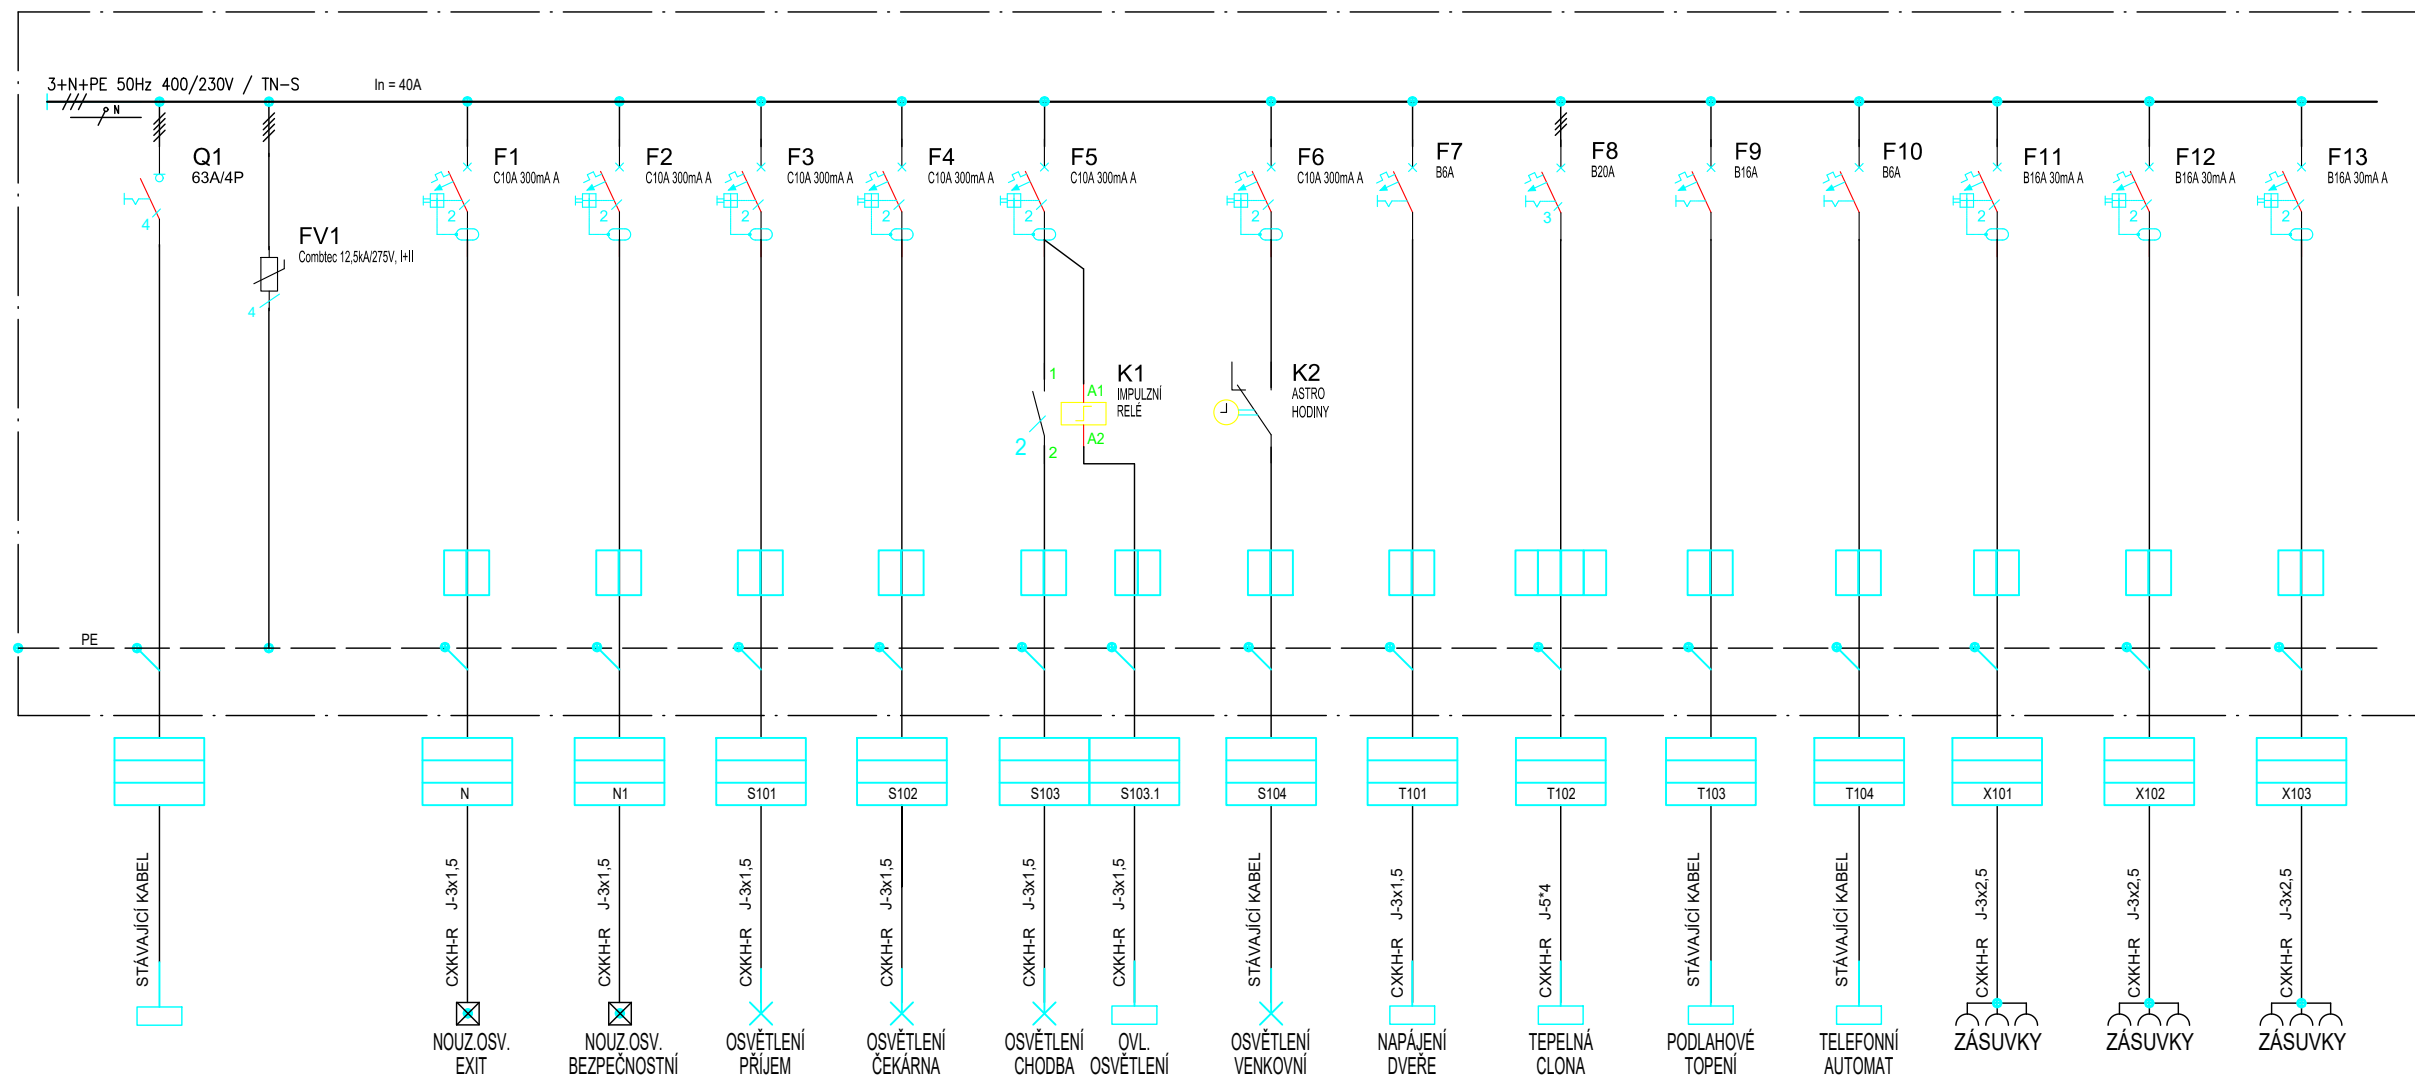 3+N+PE 50Hz 400/230V / TN-S
In = 40A
N
Q1
63A/4P
4
FV1
Combtec 12,5kA/275V, I+II
4
F1
C10A 300mA A
2
F2
C10A 300mA A
2
F3
C10A 300mA A
2
F4
C10A 300mA A
2
F5
C10A 300mA A
2
F6
C10A 300mA A
2
F7
B6A
F8
B20A
3
F9
B16A
F10
B6A
F11
B16A 30mA A
2
F12
B16A 30mA A
2
F13
B16A 30mA A
2
1
2
2
A1
A2
K1
IMPULZNÍ
RELÉ
K2
ASTRO
HODINY
PE
N
N1
S101
S102
S103
S103.1
S104
T101
T102
T103
T104
X101
X102
X103
STÁVAJÍCÍ KABEL
CXKH-R J-3x1,5
CXKH-R J-3x1,5
CXKH-R J-3x1,5
CXKH-R J-3x1,5
CXKH-R J-3x1,5
CXKH-R J-3x1,5
STÁVAJÍCÍ KABEL
CXKH-R J-3x1,5
CXKH-R J-5*4
STÁVAJÍCÍ KABEL
STÁVAJÍCÍ KABEL
CXKH-R J-3x2,5
CXKH-R J-3x2,5
CXKH-R J-3x2,5
NOUZ.OSV.
EXIT
NOUZ.OSV.
BEZPEČNOSTNÍ
OSVĚTLENÍ
PŘÍJEM
OSVĚTLENÍ
ČEKÁRNA
OSVĚTLENÍ
CHODBA
OVL.
OSVĚTLENÍ
OSVĚTLENÍ
VENKOVNÍ
NAPÁJENÍ
DVEŘE
TEPELNÁ
CLONA
PODLAHOVÉ
TOPENÍ
TELEFONNÍ
AUTOMAT
ZÁSUVKY
ZÁSUVKY
ZÁSUVKY